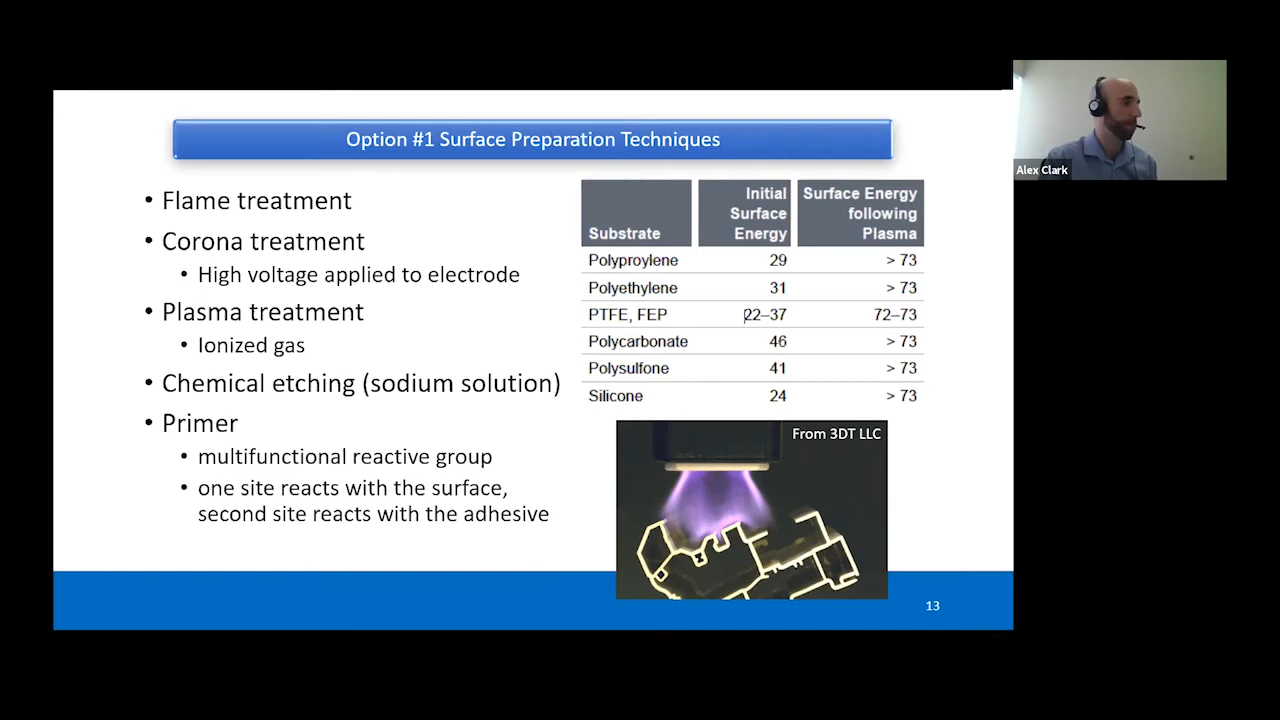 Option #1 Surface Preparation Techniques
• Flame treatment
• Corona treatment
• High voltage applied to electrode
• Plasma treatment
• Ionized gas
• Chemical etching (sodium solution)
• Primer
• multifunctional reactive group
• one site reacts with the surface,
second site reacts with the adhesive
Substrate Initial Surface Energy Surface Energy following Plasma
Polyproylene 29 > 73
Polyethylene 31 > 73
PTFE, FEP 22–37 72–73
Polycarbonate 46 > 73
Polysulfone 41 > 73
Silicone 24 > 73
From 3DT LLC
13
Alex Clark